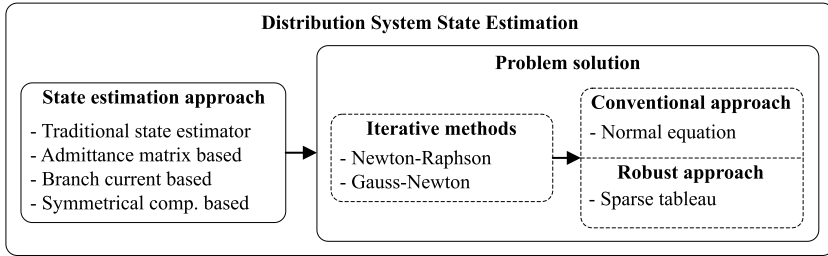 Distribution System State Estimation
State estimation approach
- Traditional state estimator
- Admittance matrix based
- Branch current based
- Symmetrical comp. based
Problem solution
Iterative methods
- Newton-Raphson
- Gauss-Newton
Conventional approach
- Normal equation
Robust approach
- Sparse tableau